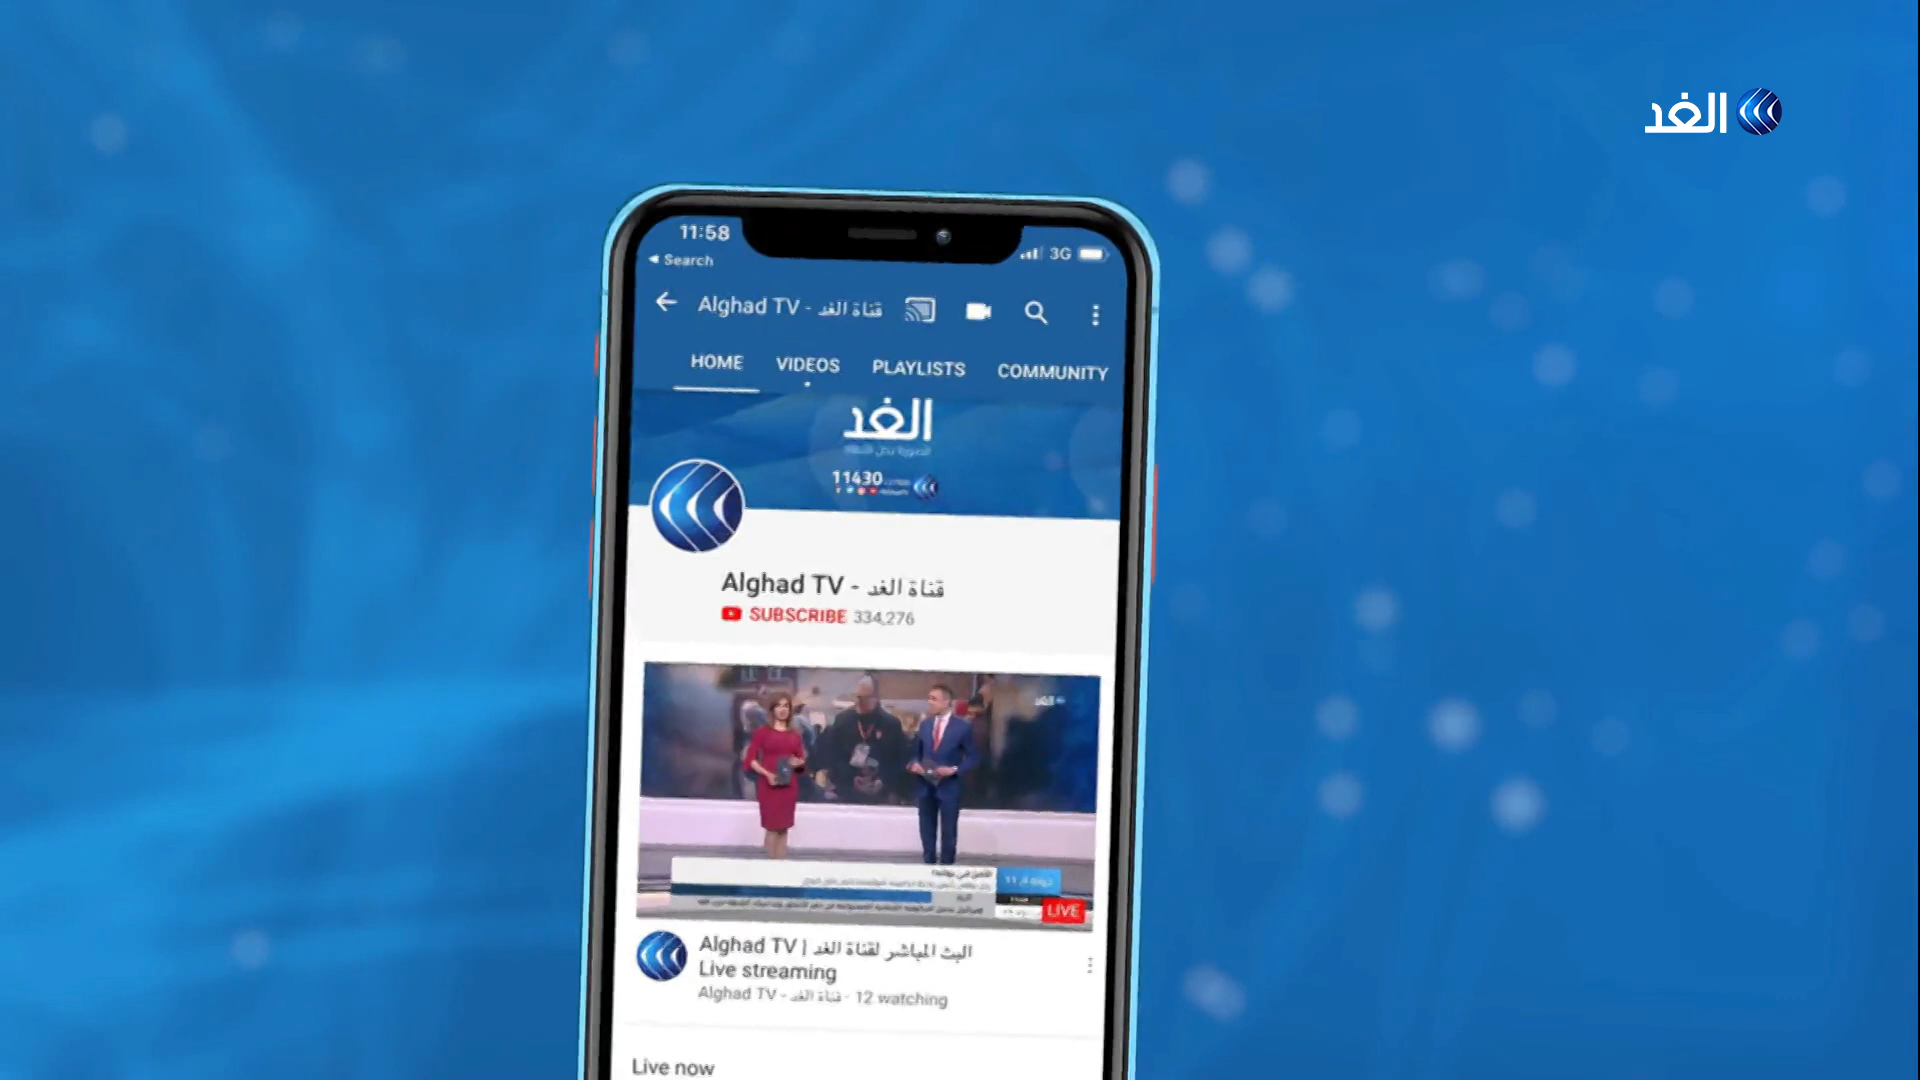 الغد
11:58
Search
3G
Alghad TV - قناة الغد
HOME VIDEOS PLAYLISTS COMMUNITY
الغد
11430
Alghad TV - قناة الغد
SUBSCRIBE 334,276
الغد
LIVE
Alghad TV | البث المباشر لقناة الغد
Live streaming
Alghad TV - قناة الغد · 12 watching
Live now